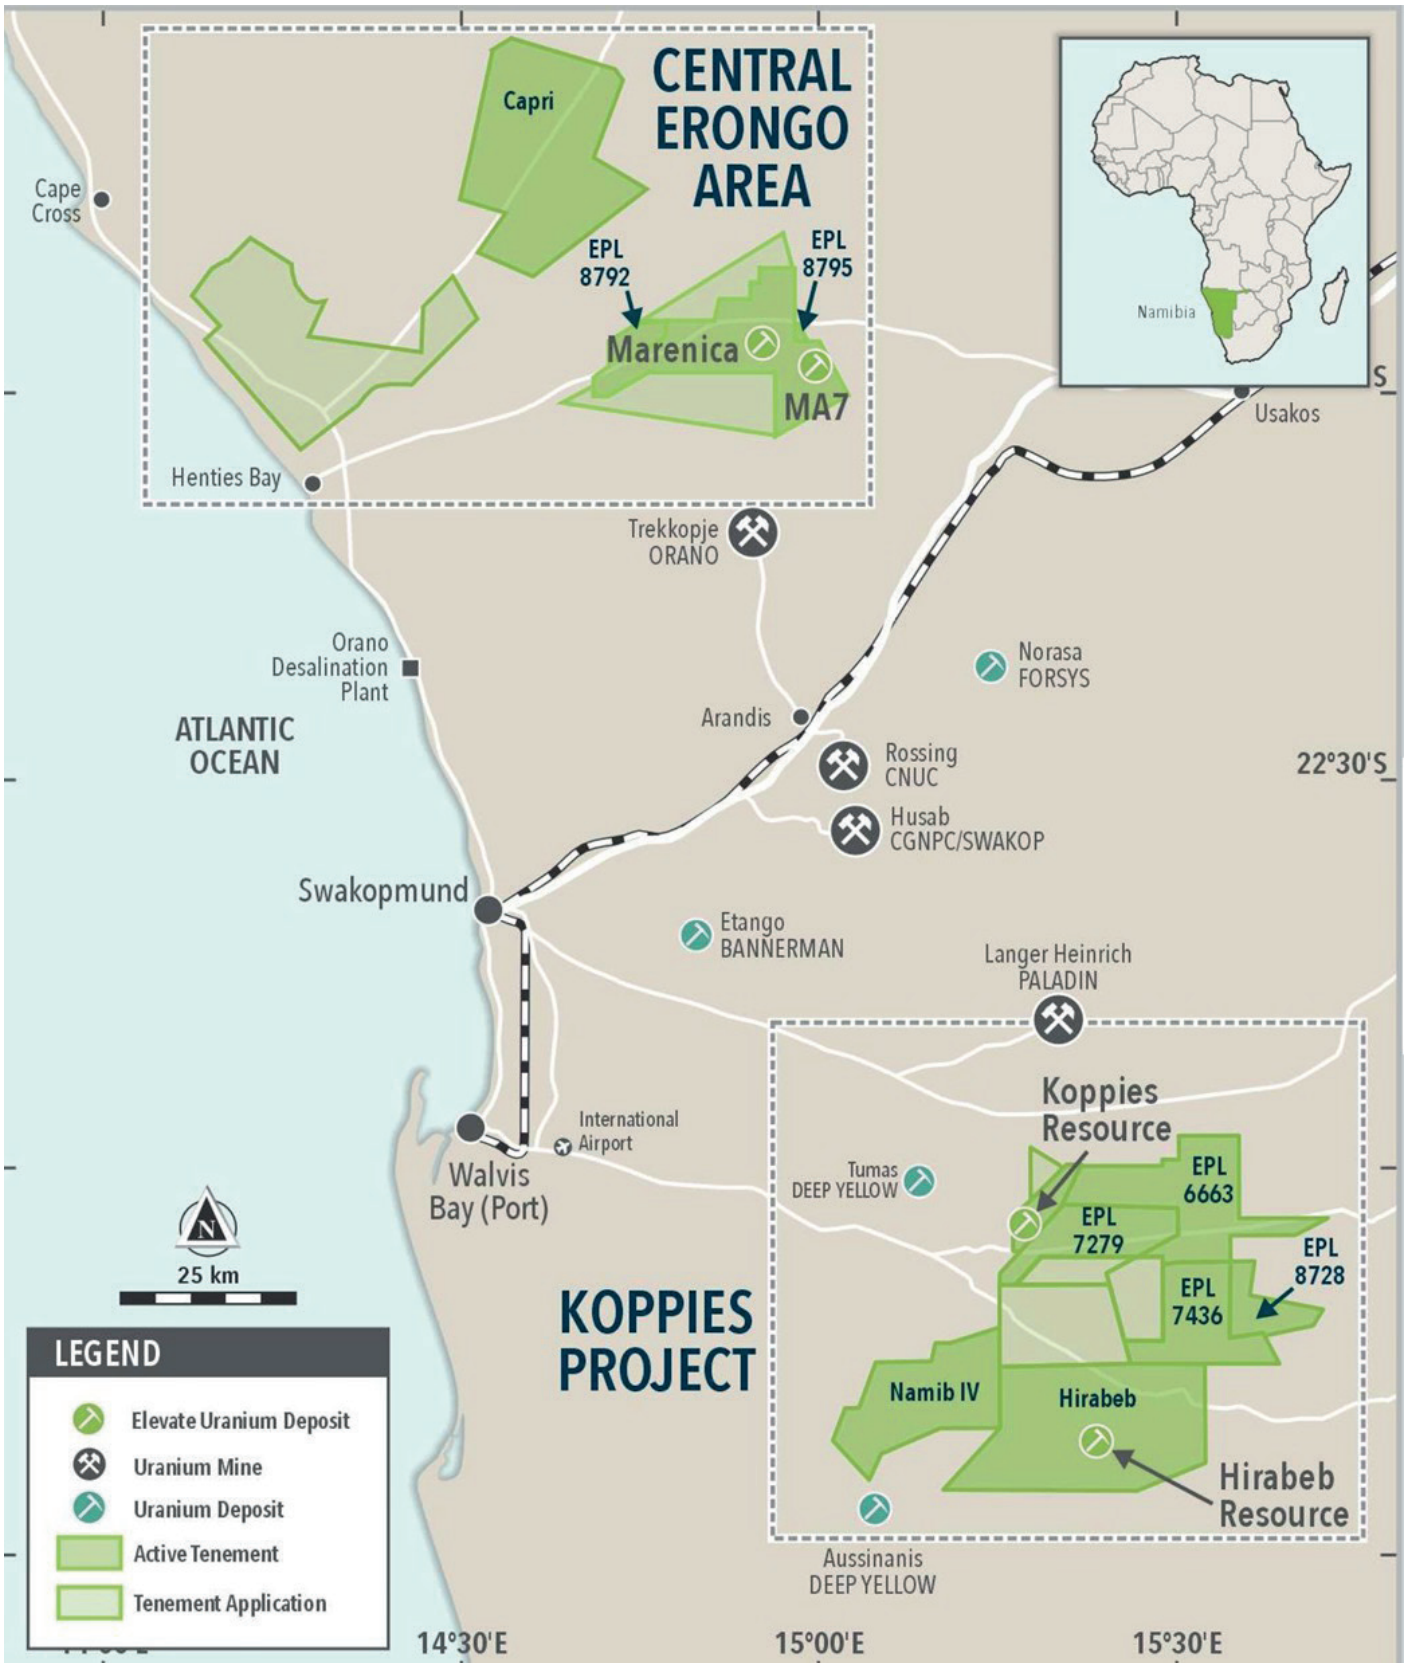 CENTRAL
ERONGO
AREA
Capri
Cape
Cross
EPL
8792
EPL
8795
Marenica
MA7
Namibia
S
Usakos
Henties Bay
Trekkopje
ORANO
Orano
Desalination
Plant
Norasa
FORSYS
ATLANTIC
OCEAN
Arandis
Rossing
CNUC
22°30'S
Husab
CGNPC/SWAKOP
Swakopmund
Etango
BANNERMAN
Langer Heinrich
PALADIN
Koppies
Resource
International
Airport
Walvis
Bay (Port)
Tumas
DEEP YELLOW
EPL
6663
EPL
7279
EPL
8728
EPL
7436
N
25 km
KOPPIES
PROJECT
Namib IV
Hirabeb
Hirabeb
Resource
Aussinanis
DEEP YELLOW
LEGEND
Elevate Uranium Deposit
Uranium Mine
Uranium Deposit
Active Tenement
Tenement Application
14°30'E
15°00'E
15°30'E